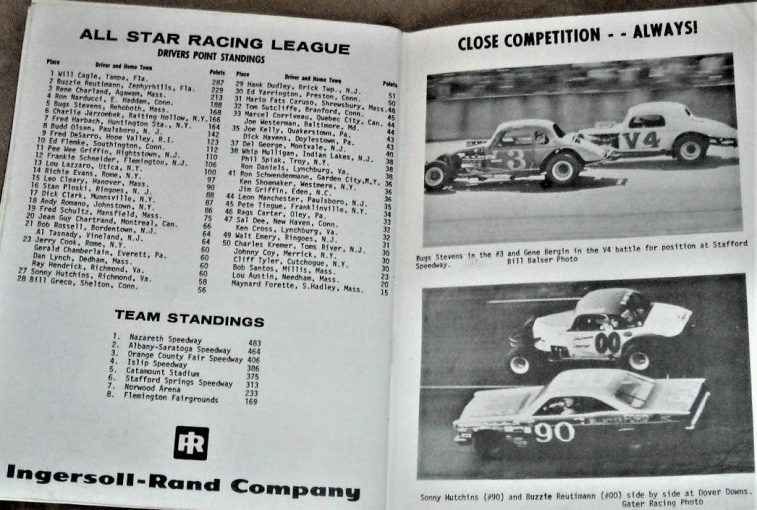 ALL STAR RACING LEAGUE
DRIVERS POINT STANDINGS
Place Driver and Home Town Points
1 Will Cagle, Tampa, Fla. 287
2 Buzzie Reutimann, Zephyrhills, Fla. 229
3 Rene Charland, Agawam, Mass. 213
4 Ron Narducci, E. Haddam, Conn. 188
5 Bugs Stevens, Rehoboth, Mass. 168
6 Charlie Jarzombek, Baiting Hollow, N.Y. 166
7 Fred Harbach, Huntington Sta., N.Y. 164
8 Budd Olsen, Paulsboro, N. J. 142
9 Fred DeSarro, Hope Valley, R.I. 123
10 Ed Flemke, Southington, Conn. 112
11 Pee Wee Griffin, Hightstown, N.J. 110
12 Frankie Schneider, Flemington, N.J. 106
13 Lou Lazzaro, Utica, N.Y. 100
14 Richie Evans, Rome, N.Y. 97
15 Leo Cleary, Hanover, Mass. 90
16 Stan Ploski, Ringoes, N. J. 88
17 Dick Clark, Munnsville, N.Y. 87
18 Andy Romano, Johnstown, N.Y. 86
19 Fred Schultz, Mansfield, Mass. 75
20 Jean Guy Chartrand, Montreal, Can. 66
21 Bob Rossell, Bordentown, N.J. 64
Al Tasnady, Vineland, N.J. 64
23 Jerry Cook, Rome, N.Y. 60
Gerald Chamberlain, Everett, Pa. 60
Dan Lynch, Dedham, Mass. 60
Ray Hendrick, Richmond, Va. 60
27 Sonny Hutchins, Richmond, Va. 58
28 Bill Greco, Shelton, Conn. 56
Place Driver and Home Town Points
29 Hank Dudley, Brick Twp., N.J. 51
30 Ed Yarrington, Preston, Conn. 50
31 Mario Fats Caruso, Shrewsbury, Mass. 48
32 Tom Sutcliffe, Branford, Conn. 45
33 Marcel Corriveau, Quebec City, Can. 44
Joe Westerman, Baltimore, Md. 44
35 Joe Kelly, Quakerstown, Pa. 43
Dick Havens, Doylestown, Pa. 43
37 Del George, Montvale, N.J. 40
38 Whip Mulligan, Indian Lakes, N.J. 38
Phil Spiak, Troy, N.Y. 38
Ron Daniels, Lynchburg, Va. 38
41 Ron Schwendemann, Garden City, N.Y. 36
Ken Shoemaker, Westmere, N.Y. 36
Jim Griffin, Eden, N.C. 36
44 Leon Manchester, Paulsboro, N.J. 35
45 Pete Tingue, Franklinville, N.Y. 34
46 Rags Carter, Oley, Pa. 33
47 Sal Dee, New Haven, Conn. 32
Ken Cross, Lynchburg, Va. 32
49 Walt Emery, Ringoes, N.J. 31
50 Charles Kremer, Toms River, N.J. 30
Johnny Coy, Merrick, N.Y. 30
Cliff Tyler, Cutchogue, N.Y. 30
Bob Santos, Millis, Mass. 23
Lou Austin, Needham, Mass. 20
Maynard Forette, S.Hadley, Mass. 15
TEAM STANDINGS
1. Nazareth Speedway 483
2. Albany-Saratoga Speedway 464
3. Orange County Fair Speedway 406
4. Islip Speedway 386
5. Catamount Stadium 375
6. Stafford Springs Speedway 313
7. Norwood Arena 233
8. Flemington Fairgrounds 169
IR
Ingersoll-Rand Company
CLOSE COMPETITION - - ALWAYS!
3
V4
Bugs Stevens in the #3 and Gene Bergin in the V4 battle for position at Stafford
Speedway. Bill Balser Photo
00
90
Sonny Hutchins (#90) and Buzzie Reutimann (#00) side by side at Dover Downs.
Gater Racing Photo